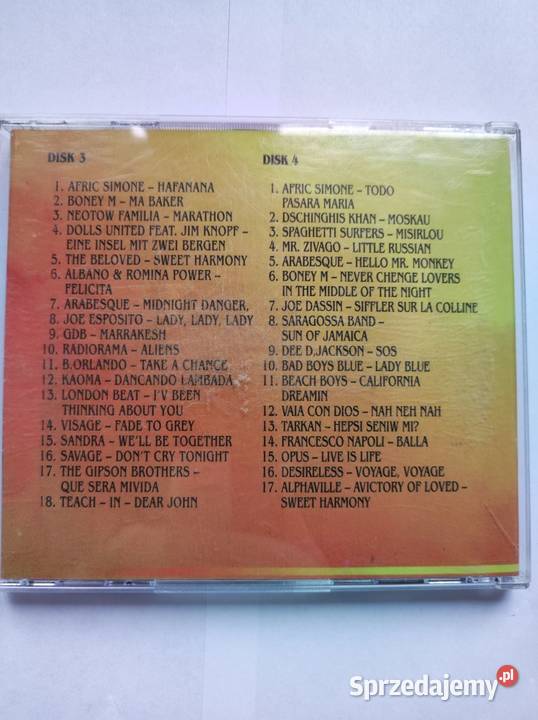 DISK 3
1. AFRIC SIMONE – HAFANANA
2. BONEY M – MA BAKER
3. NEOTOW FAMILIA – MARATHON
4. DOLLS UNITED FEAT. JIM KNOPF –
EINE INSEL MIT ZWEI BERGEN
5. THE BELOVED – SWEET HARMONY
6. ALBANO & ROMINA POWER –
FELICITA
7. ARABESQUE – MIDNIGHT DANGER,
8. JOE ESPOSITO – LADY, LADY, LADY
9. GDB – MARRAKESH
10. RADIORAMA – ALIENS
11. B.ORLANDO – TAKE A CHANCE
12. KAOMA – DANCANDO LAMBADA
13. LONDON BEAT – I'V BEEN
THINKING ABOUT YOU
14. VISAGE – FADE TO GREY
15. SANDRA – WE'LL BE TOGETHER
16. SAVAGE – DON'T CRY TONIGHT
17. THE GIPSON BROTHERS –
QUE SERA MIVIDA
18. TEACH – IN – DEAR JOHN
DISK 4
1. AFRIC SIMONE – TODO
PASARA MARIA
2. DSCHINGHIS KHAN – MOSKAU
3. SPAGHETTI SURFERS – MISIRLOU
4. MR. ZIVAGO – LITTLE RUSSIAN
5. ARABESQUE – HELLO MR. MONKEY
6. BONEY M – NEVER CHENGE LOVERS
IN THE MIDDLE OF THE NIGHT
7. JOE DASSIN – SIFFLER SUR LA COLLINE
8. SARAGOSSA BAND –
SUN OF JAMAICA
9. DEE D.JACKSON – SOS
10. BAD BOYS BLUE – LADY BLUE
11. BEACH BOYS – CALIFORNIA
DREAMIN
12. VAIA CON DIOS – NAH NEH NAH
13. TARKAN – HEPSI SENIW MI?
14. FRANCESCO NAPOLI – BALLA
15. OPUS – LIVE IS LIFE
16. DESIRELESS – VOYAGE, VOYAGE
17. ALPHAVILLE – AVICTORY OF LOVED –
SWEET HARMONY
Sprzedajemy.pl